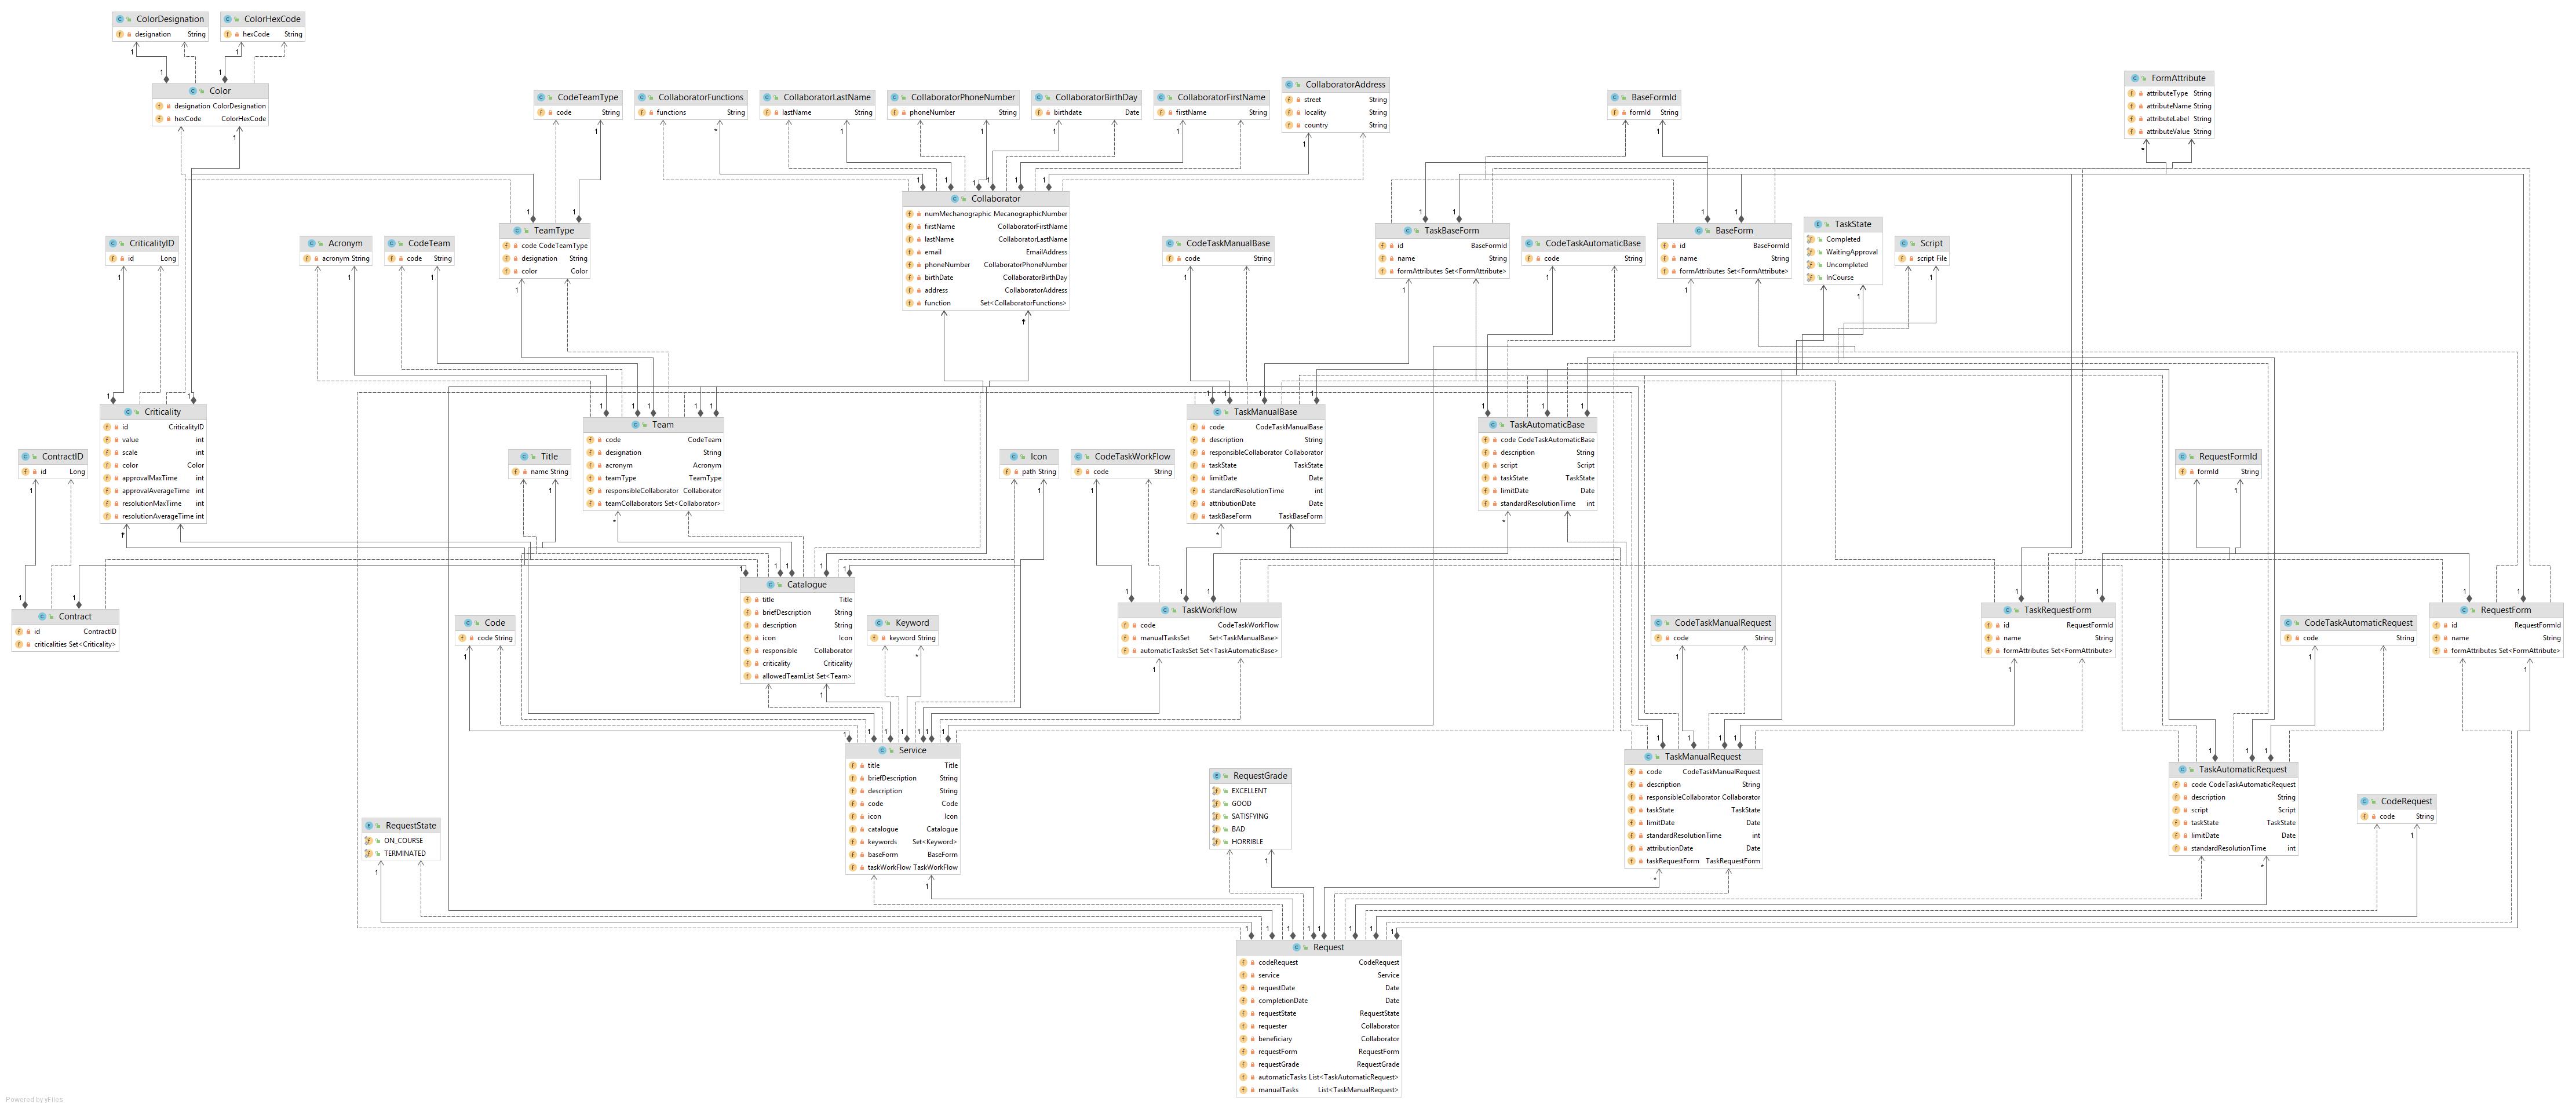 ColorDesignation
designation String
ColorHexCode
hexCode String
Color
designation ColorDesignation
hexCode ColorHexCode
CodeTeamType
code String
CollaboratorFunctions
functions String
CollaboratorLastName
lastName String
CollaboratorPhoneNumber
phoneNumber String
CollaboratorBirthDay
birthdate Date
CollaboratorFirstName
firstName String
CollaboratorAddress
street String
locality String
country String
BaseFormId
formId String
FormAttribute
attributeType String
attributeName String
attributeLabel String
attributeValue String
CriticalityID
id Long
Acronym
acronym String
CodeTeam
code String
TeamType
code CodeTeamType
designation String
color Color
Collaborator
numMechanographic MecanographicNumber
firstName CollaboratorFirstName
lastName CollaboratorLastName
email EmailAddress
phoneNumber CollaboratorPhoneNumber
birthDate CollaboratorBirthDay
address CollaboratorAddress
function Set<CollaboratorFunctions>
CodeTaskManualBase
code String
TaskBaseForm
id BaseFormId
name String
formAttributes Set<FormAttribute>
CodeTaskAutomaticBase
code String
BaseForm
id BaseFormId
name String
formAttributes Set<FormAttribute>
TaskState
Completed
WaitingApproval
Uncompleted
InCourse
Script
script File
ContractID
id Long
Criticality
id CriticalityID
value int
scale int
color Color
approvalMaxTime int
approvalAverageTime int
resolutionMaxTime int
resolutionAverageTime int
Title
name String
Team
code CodeTeam
designation String
acronym Acronym
teamType TeamType
responsibleCollaborator Collaborator
teamCollaborators Set<Collaborator>
Icon
path String
CodeTaskWorkFlow
code String
TaskManualBase
code CodeTaskManualBase
description String
responsibleCollaborator Collaborator
taskState TaskState
limitDate Date
standardResolutionTime int
attributionDate Date
taskBaseForm TaskBaseForm
TaskAutomaticBase
code CodeTaskAutomaticBase
description String
script Script
taskState TaskState
limitDate Date
standardResolutionTime int
RequestFormId
formId String
Contract
id ContractID
criticalities Set<Criticality>
Code
code String
Catalogue
title Title
briefDescription String
description String
icon Icon
responsible Collaborator
criticality Criticality
allowedTeamList Set<Team>
Keyword
keyword String
TaskWorkFlow
code CodeTaskWorkFlow
manualTasksSet Set<TaskManualBase>
automaticTasksSet Set<TaskAutomaticBase>
CodeTaskManualRequest
code String
TaskRequestForm
id RequestFormId
name String
formAttributes Set<FormAttribute>
CodeTaskAutomaticRequest
code String
RequestForm
id RequestFormId
name String
formAttributes Set<FormAttribute>
RequestState
ON_COURSE
TERMINATED
Service
title Title
briefDescription String
description String
code Code
icon Icon
catalogue Catalogue
keywords Set<Keyword>
baseForm BaseForm
taskWorkFlow TaskWorkFlow
RequestGrade
EXCELLENT
GOOD
SATISFYING
BAD
HORRIBLE
TaskManualRequest
code CodeTaskManualRequest
description String
responsibleCollaborator Collaborator
taskState TaskState
limitDate Date
standardResolutionTime int
attributionDate Date
taskRequestForm TaskRequestForm
TaskAutomaticRequest
code CodeTaskAutomaticRequest
description String
script Script
taskState TaskState
limitDate Date
standardResolutionTime int
CodeRequest
code String
Request
codeRequest CodeRequest
service Service
requestDate Date
completionDate Date
requestState RequestState
requester Collaborator
beneficiary Collaborator
requestForm RequestForm
requestGrade RequestGrade
automaticTasks List<TaskAutomaticRequest>
manualTasks List<TaskManualRequest>
Powered by yFiles